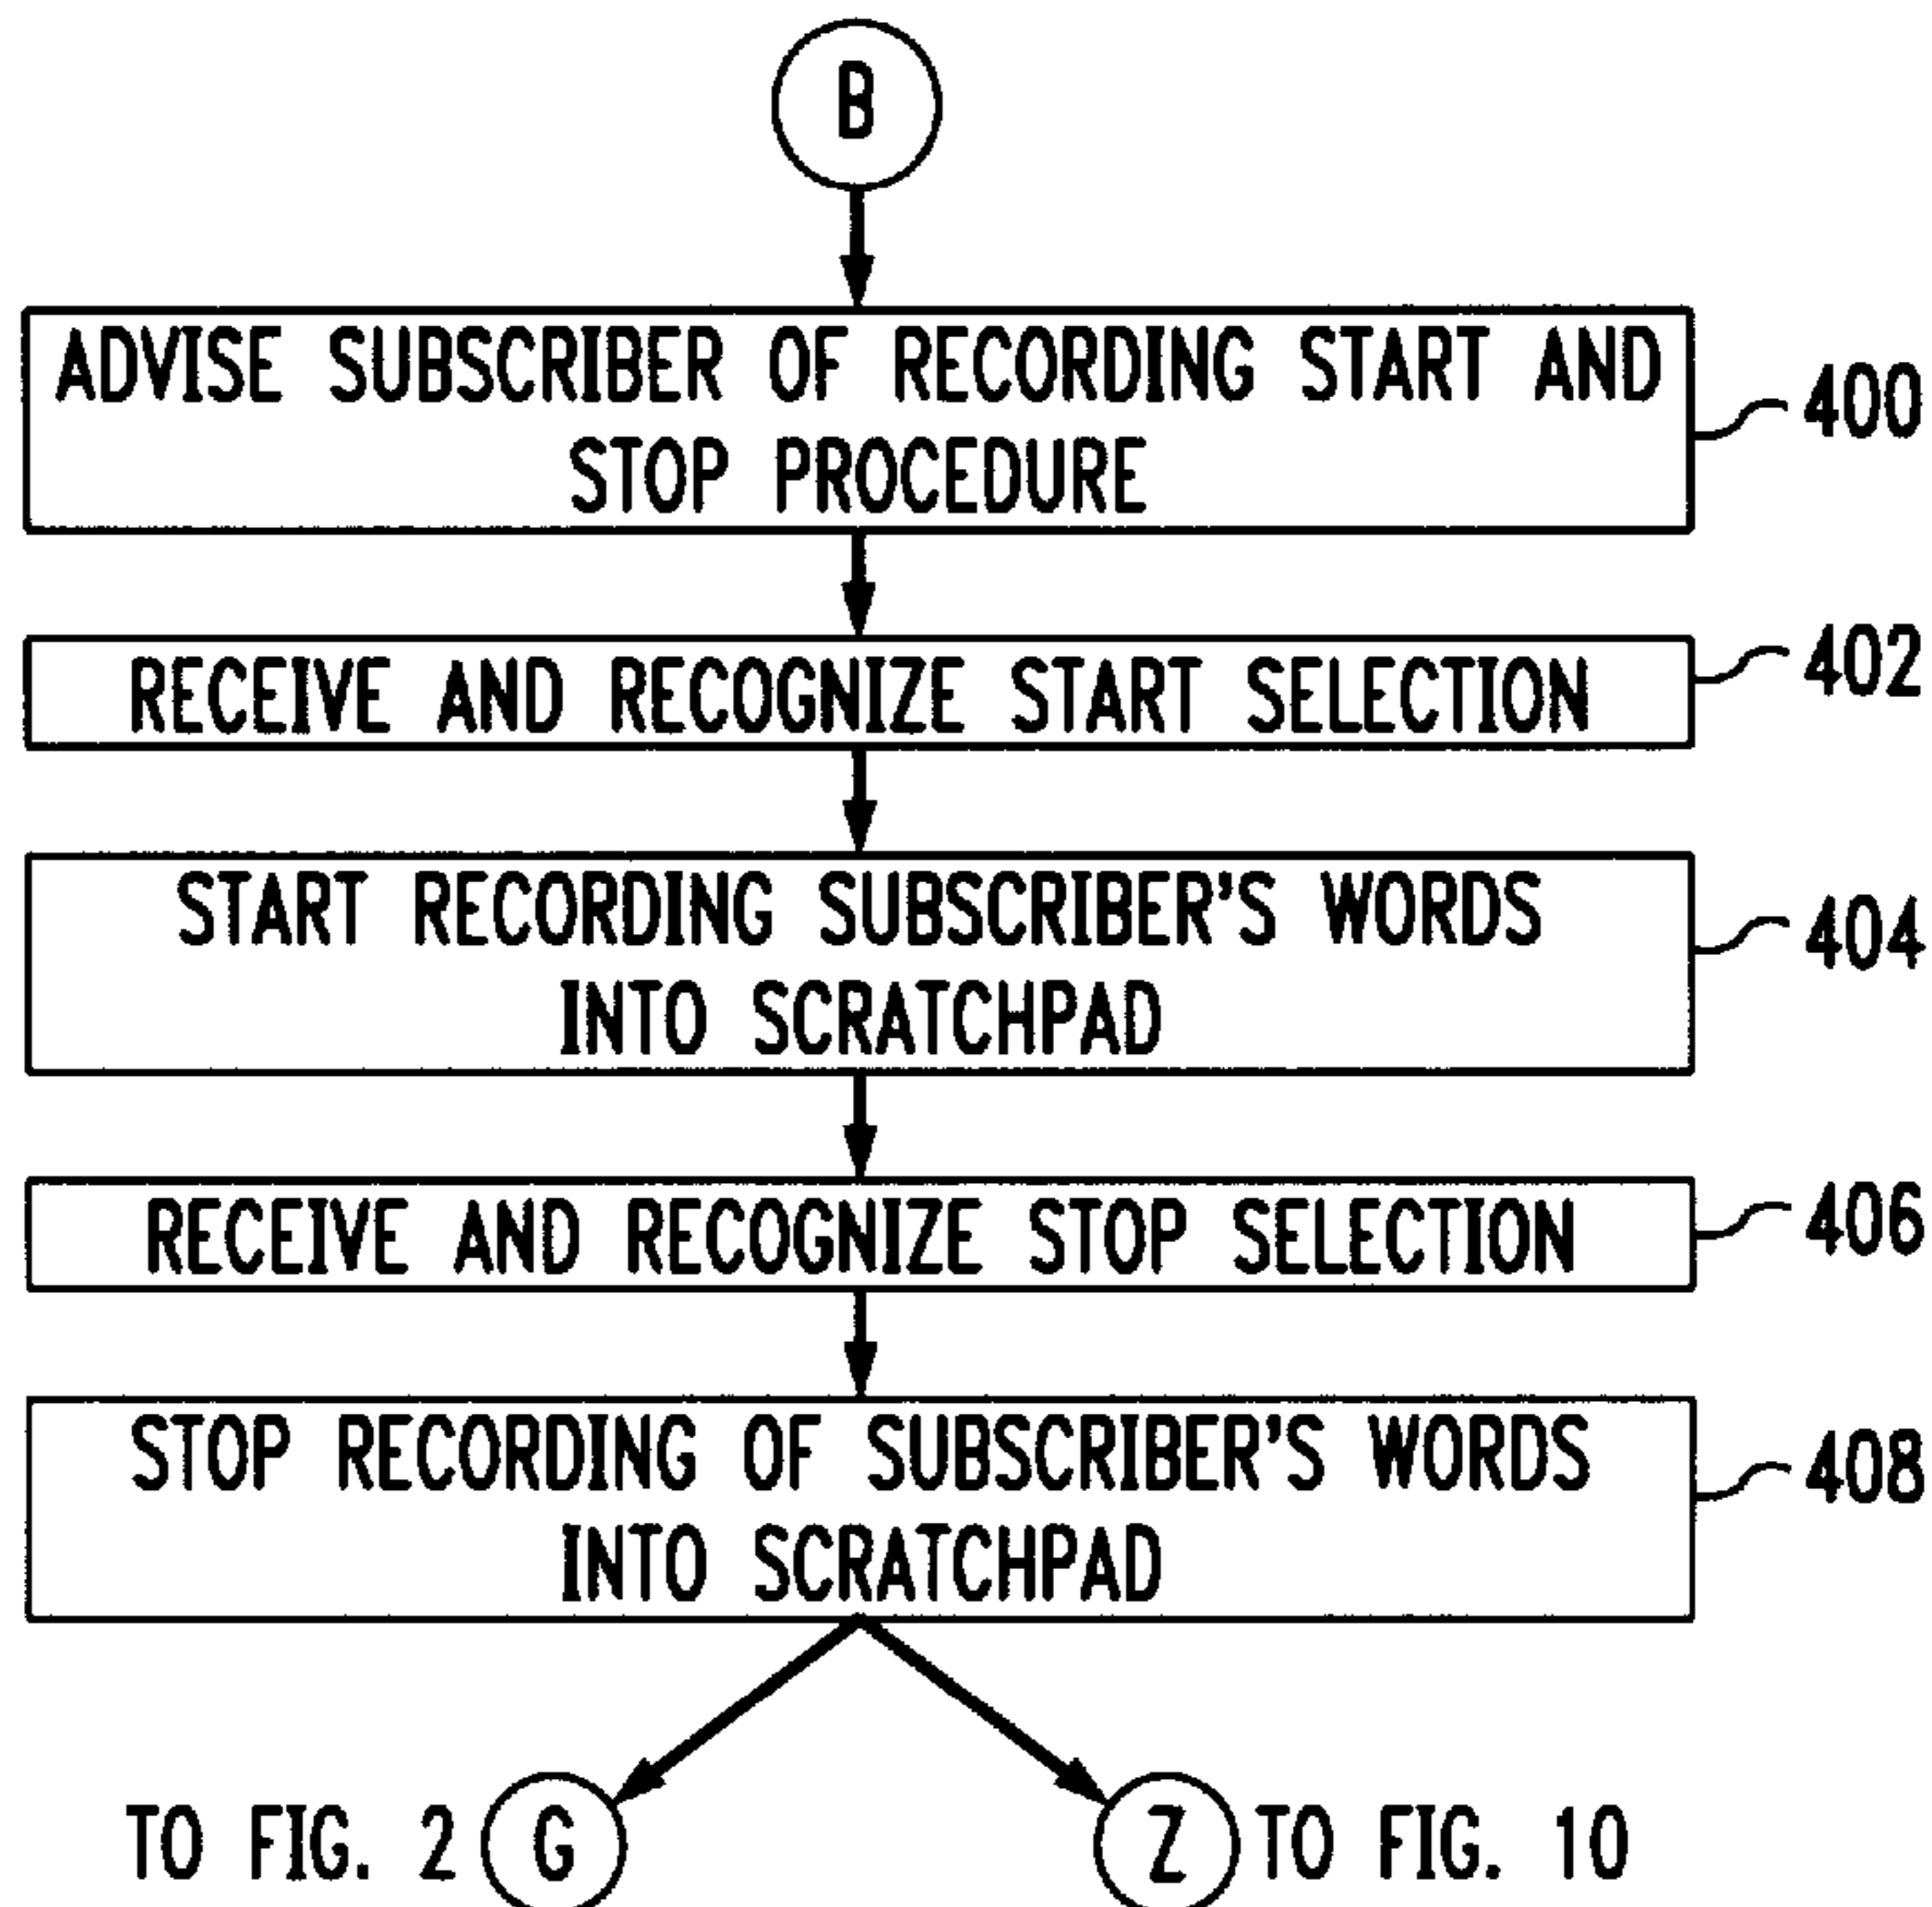 B
ADVISE SUBSCRIBER OF RECORDING START AND
STOP PROCEDURE
400
RECEIVE AND RECOGNIZE START SELECTION
402
START RECORDING SUBSCRIBER'S WORDS
INTO SCRATCHPAD
404
RECEIVE AND RECOGNIZE STOP SELECTION
406
STOP RECORDING OF SUBSCRIBER'S WORDS
INTO SCRATCHPAD
408
TO FIG. 2 G
Z TO FIG. 10